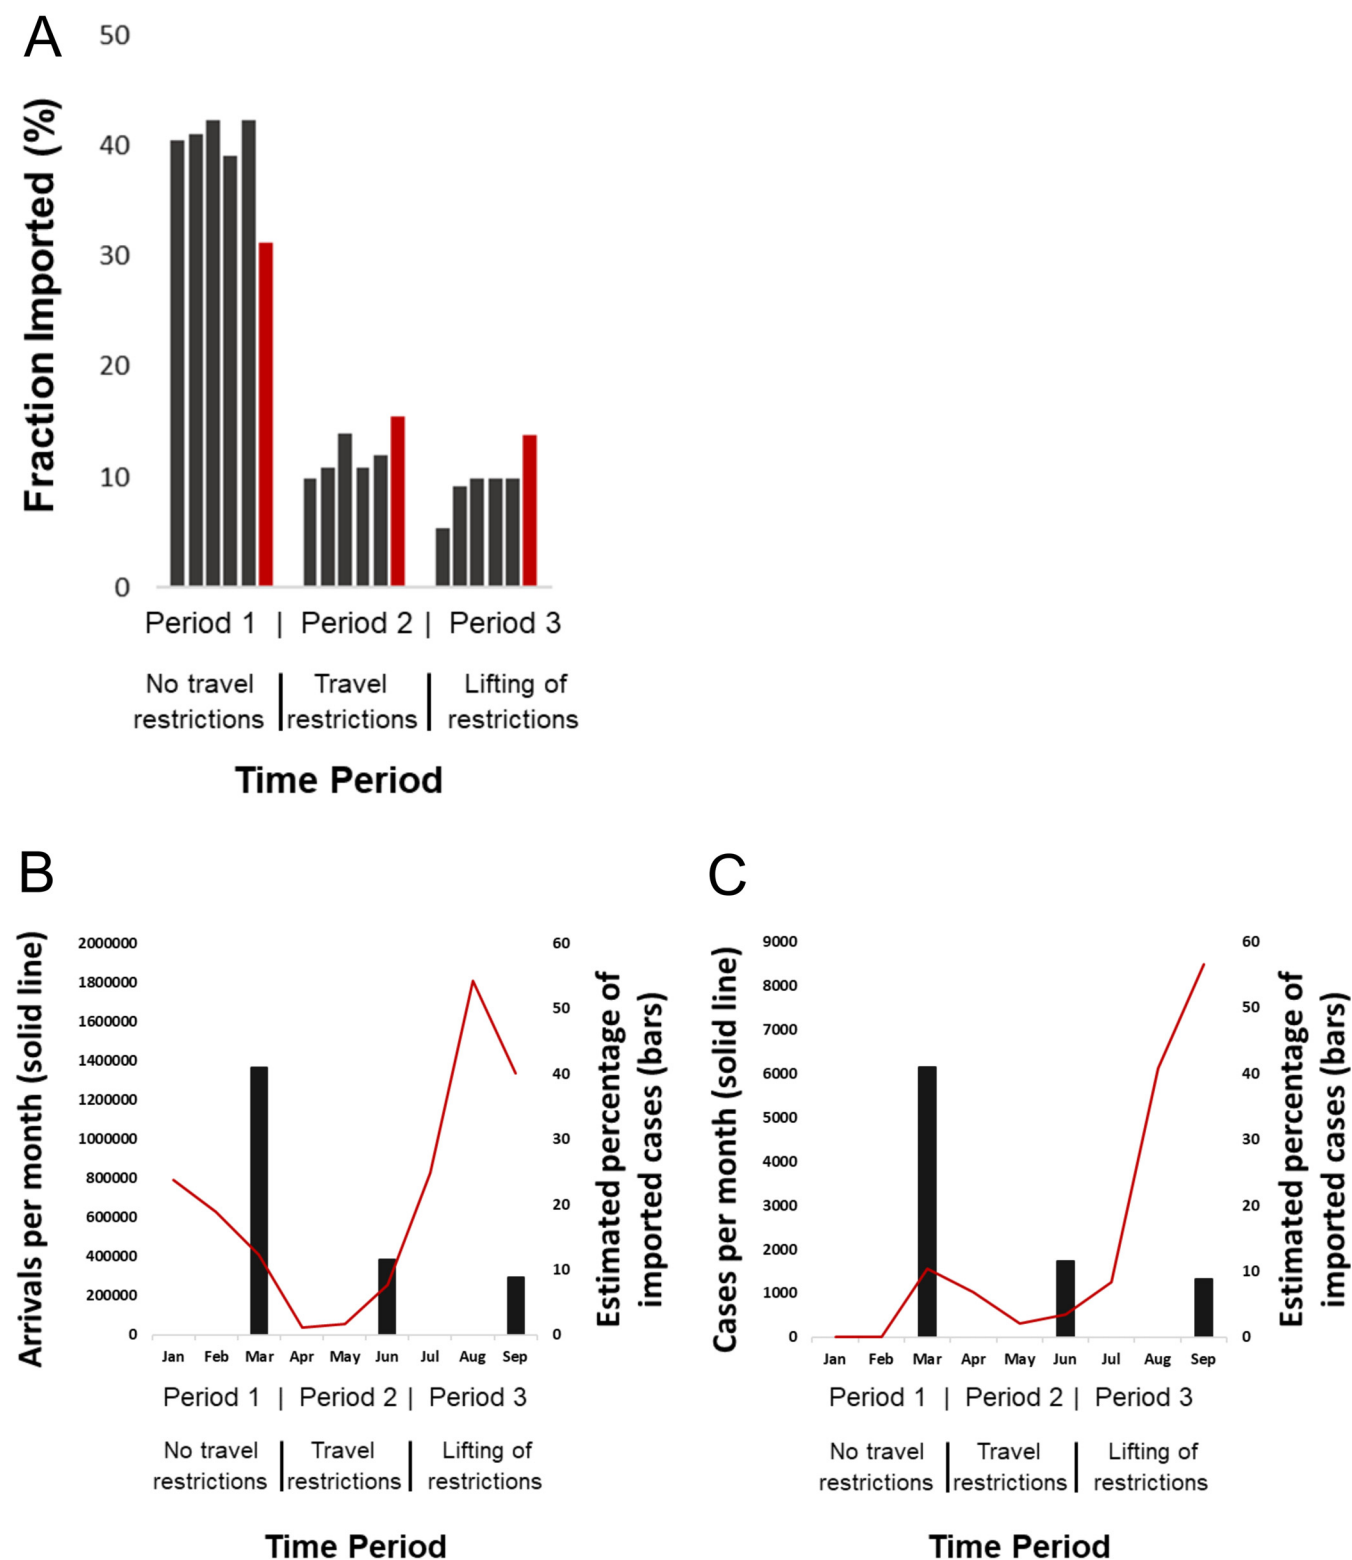 A
Fraction Imported (%)
50
40
30
20
10
0
Period 1 | Period 2 | Period 3
No travel restrictions | Travel restrictions | Lifting of restrictions
Time Period
B
Arrivals per month (solid line)
2000000
1800000
1600000
1400000
1200000
1000000
800000
600000
400000
200000
0
60
50
40
30
20
10
0
Estimated percentage of
imported cases (bars)
Jan Feb Mar Apr May Jun Jul Aug Sep
Period 1 | Period 2 | Period 3
No travel restrictions | Travel restrictions | Lifting of restrictions
Time Period
C
Cases per month (solid line)
9000
8000
7000
6000
5000
4000
3000
2000
1000
0
60
50
40
30
20
10
0
Estimated percentage of
imported cases (bars)
Jan Feb Mar Apr May Jun Jul Aug Sep
Period 1 | Period 2 | Period 3
No travel restrictions | Travel restrictions | Lifting of restrictions
Time Period